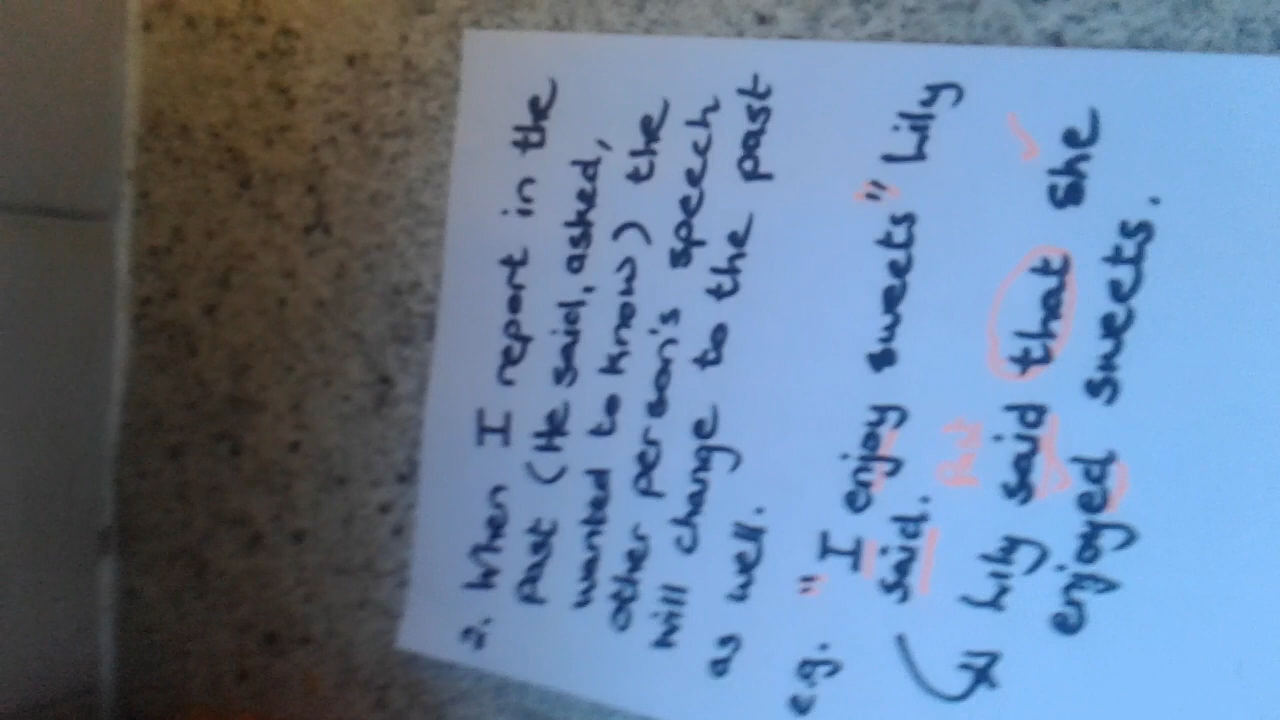 2. When I report in the
past (He said, asked,
wanted to know) the
other person's speech
will change to the past
as well.
e.g. "I enjoy sweets" Lily
said.
Past
Lily said that she
enjoyed sweets.